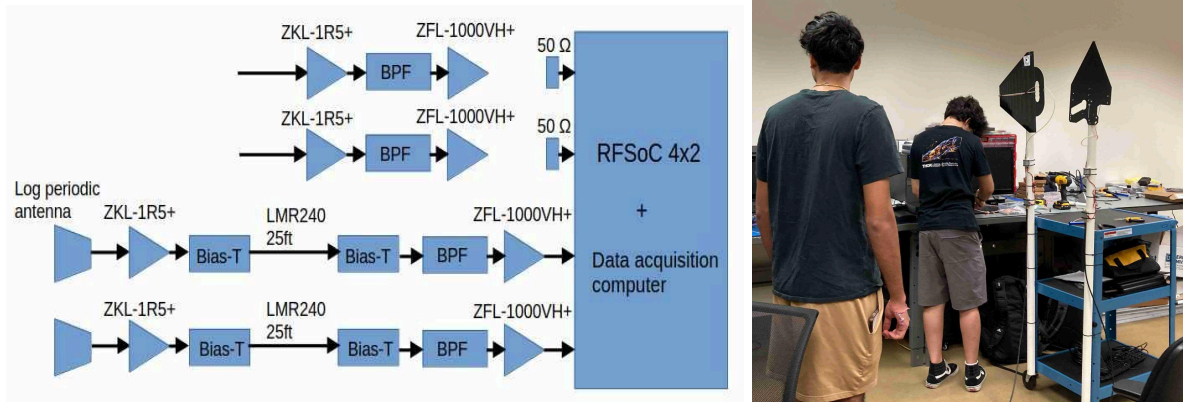 ZKL-1R5+
ZFL-1000VH+
BPF
50 Ω
ZKL-1R5+
ZFL-1000VH+
BPF
50 Ω
RFSoC 4x2
+
Data acquisition
computer
Log periodic
antenna
ZKL-1R5+
Bias-T
LMR240
25ft
Bias-T
BPF
ZFL-1000VH+
ZKL-1R5+
Bias-T
LMR240
25ft
Bias-T
BPF
ZFL-1000VH+